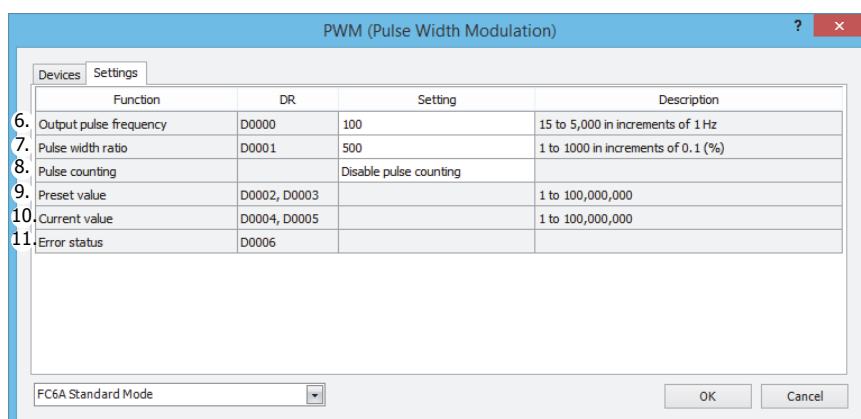 PWM (Pulse Width Modulation) ? ×
Devices Settings
Function DR Setting Description
6. Output pulse frequency D0000 100 15 to 5,000 in increments of 1 Hz
7. Pulse width ratio D0001 500 1 to 1000 in increments of 0.1 (%)
8. Pulse counting Disable pulse counting
9. Preset value D0002, D0003 1 to 100,000,000
10. Current value D0004, D0005 1 to 100,000,000
11. Error status D0006
FC6A Standard Mode OK Cancel